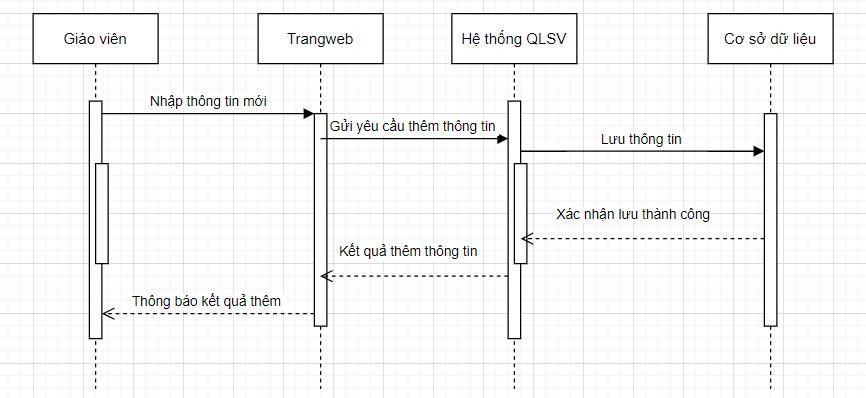 Giáo viên
Trangweb
Hệ thống QLSV
Cơ sở dữ liệu
Nhập thông tin mới
Gửi yêu cầu thêm thông tin
Lưu thông tin
Xác nhận lưu thành công
Kết quả thêm thông tin
Thông báo kết quả thêm